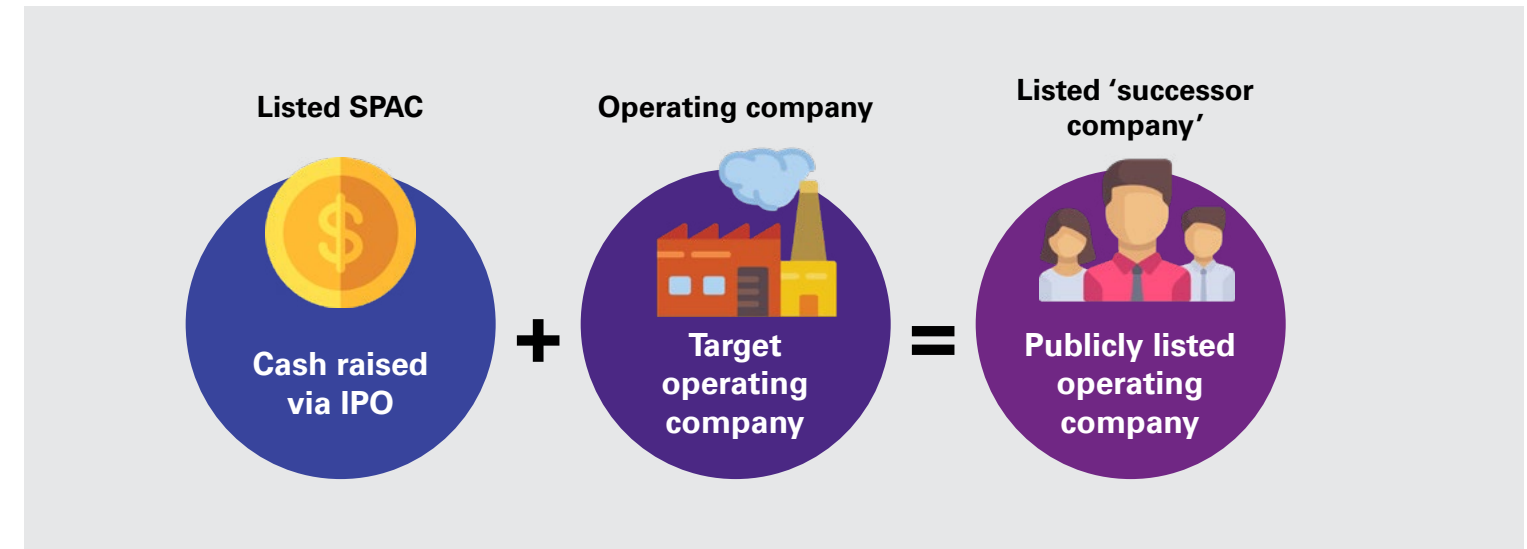 Listed SPAC
Operating company
Listed ‘successor
company’
$
Cash raised
via IPO
+
Target
operating
company
=
Publicly listed
operating
company